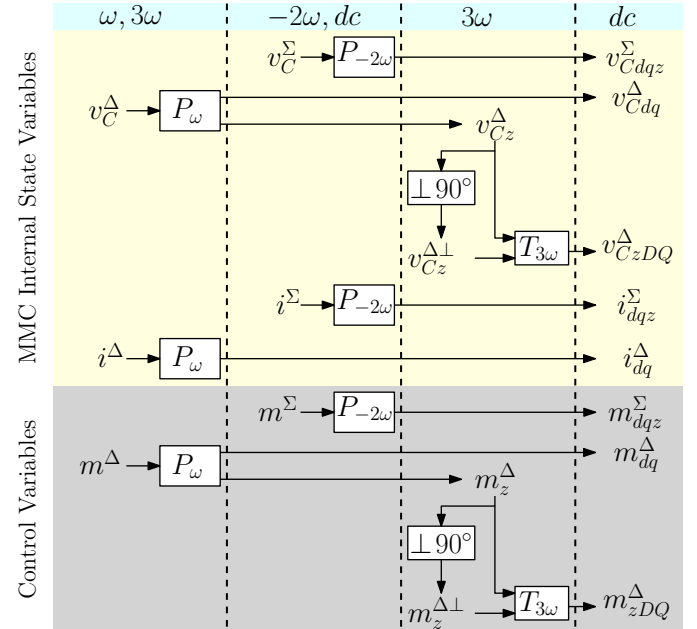 ω, 3ω −2ω, dc 3ω dc
MMC Internal State Variables
v_C^Σ P_{−2ω} v_{Cdqz}^Σ
v_C^Δ P_ω v_{Cdq}^Δ
v_{Cz}^Δ
⊥90°
v_{Cz}^{Δ⊥} T_{3ω} v_{CzDQ}^Δ
i^Σ P_{−2ω} i_{dqz}^Σ
i^Δ P_ω i_{dq}^Δ
Control Variables
m^Σ P_{−2ω} m_{dqz}^Σ
m^Δ P_ω m_{dq}^Δ
m_z^Δ
⊥90°
m_z^{Δ⊥} T_{3ω} m_{zDQ}^Δ